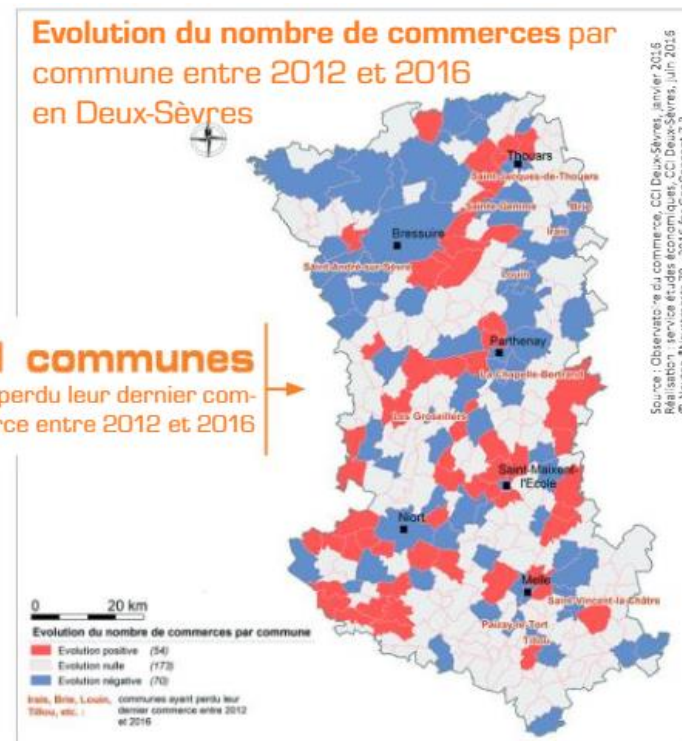 Evolution du nombre de commerces par
commune entre 2012 et 2016
en Deux-Sèvres
Thouars
Saint-Jacques-de-Thouars
Sainte-Gemme
Brie
Irais
Bressuire
Saint-André-sur-Sèvre
Louin
communes
perdu leur dernier com-
rce entre 2012 et 2016
Parthenay
La Chapelle-Bertrand
Les Groseillers
Saint-Maixent-
l'Ecole
Niort
Melle
Saint-Vincent-la-Châtre
Paizay-le-Tort
Tillou
0 20 km
Evolution du nombre de commerces par commune
Evolution positive (54)
Evolution nulle (173)
Evolution négative (70)
Irais, Brie, Louin, communes ayant perdu leur
Tillou, etc. : dernier commerce entre 2012
et 2016
Source : Observatoire du commerce, CCI Deux-Sèvres, janvier 2016
Réalisation : service études économiques, CCI Deux-Sèvres, juin 2016